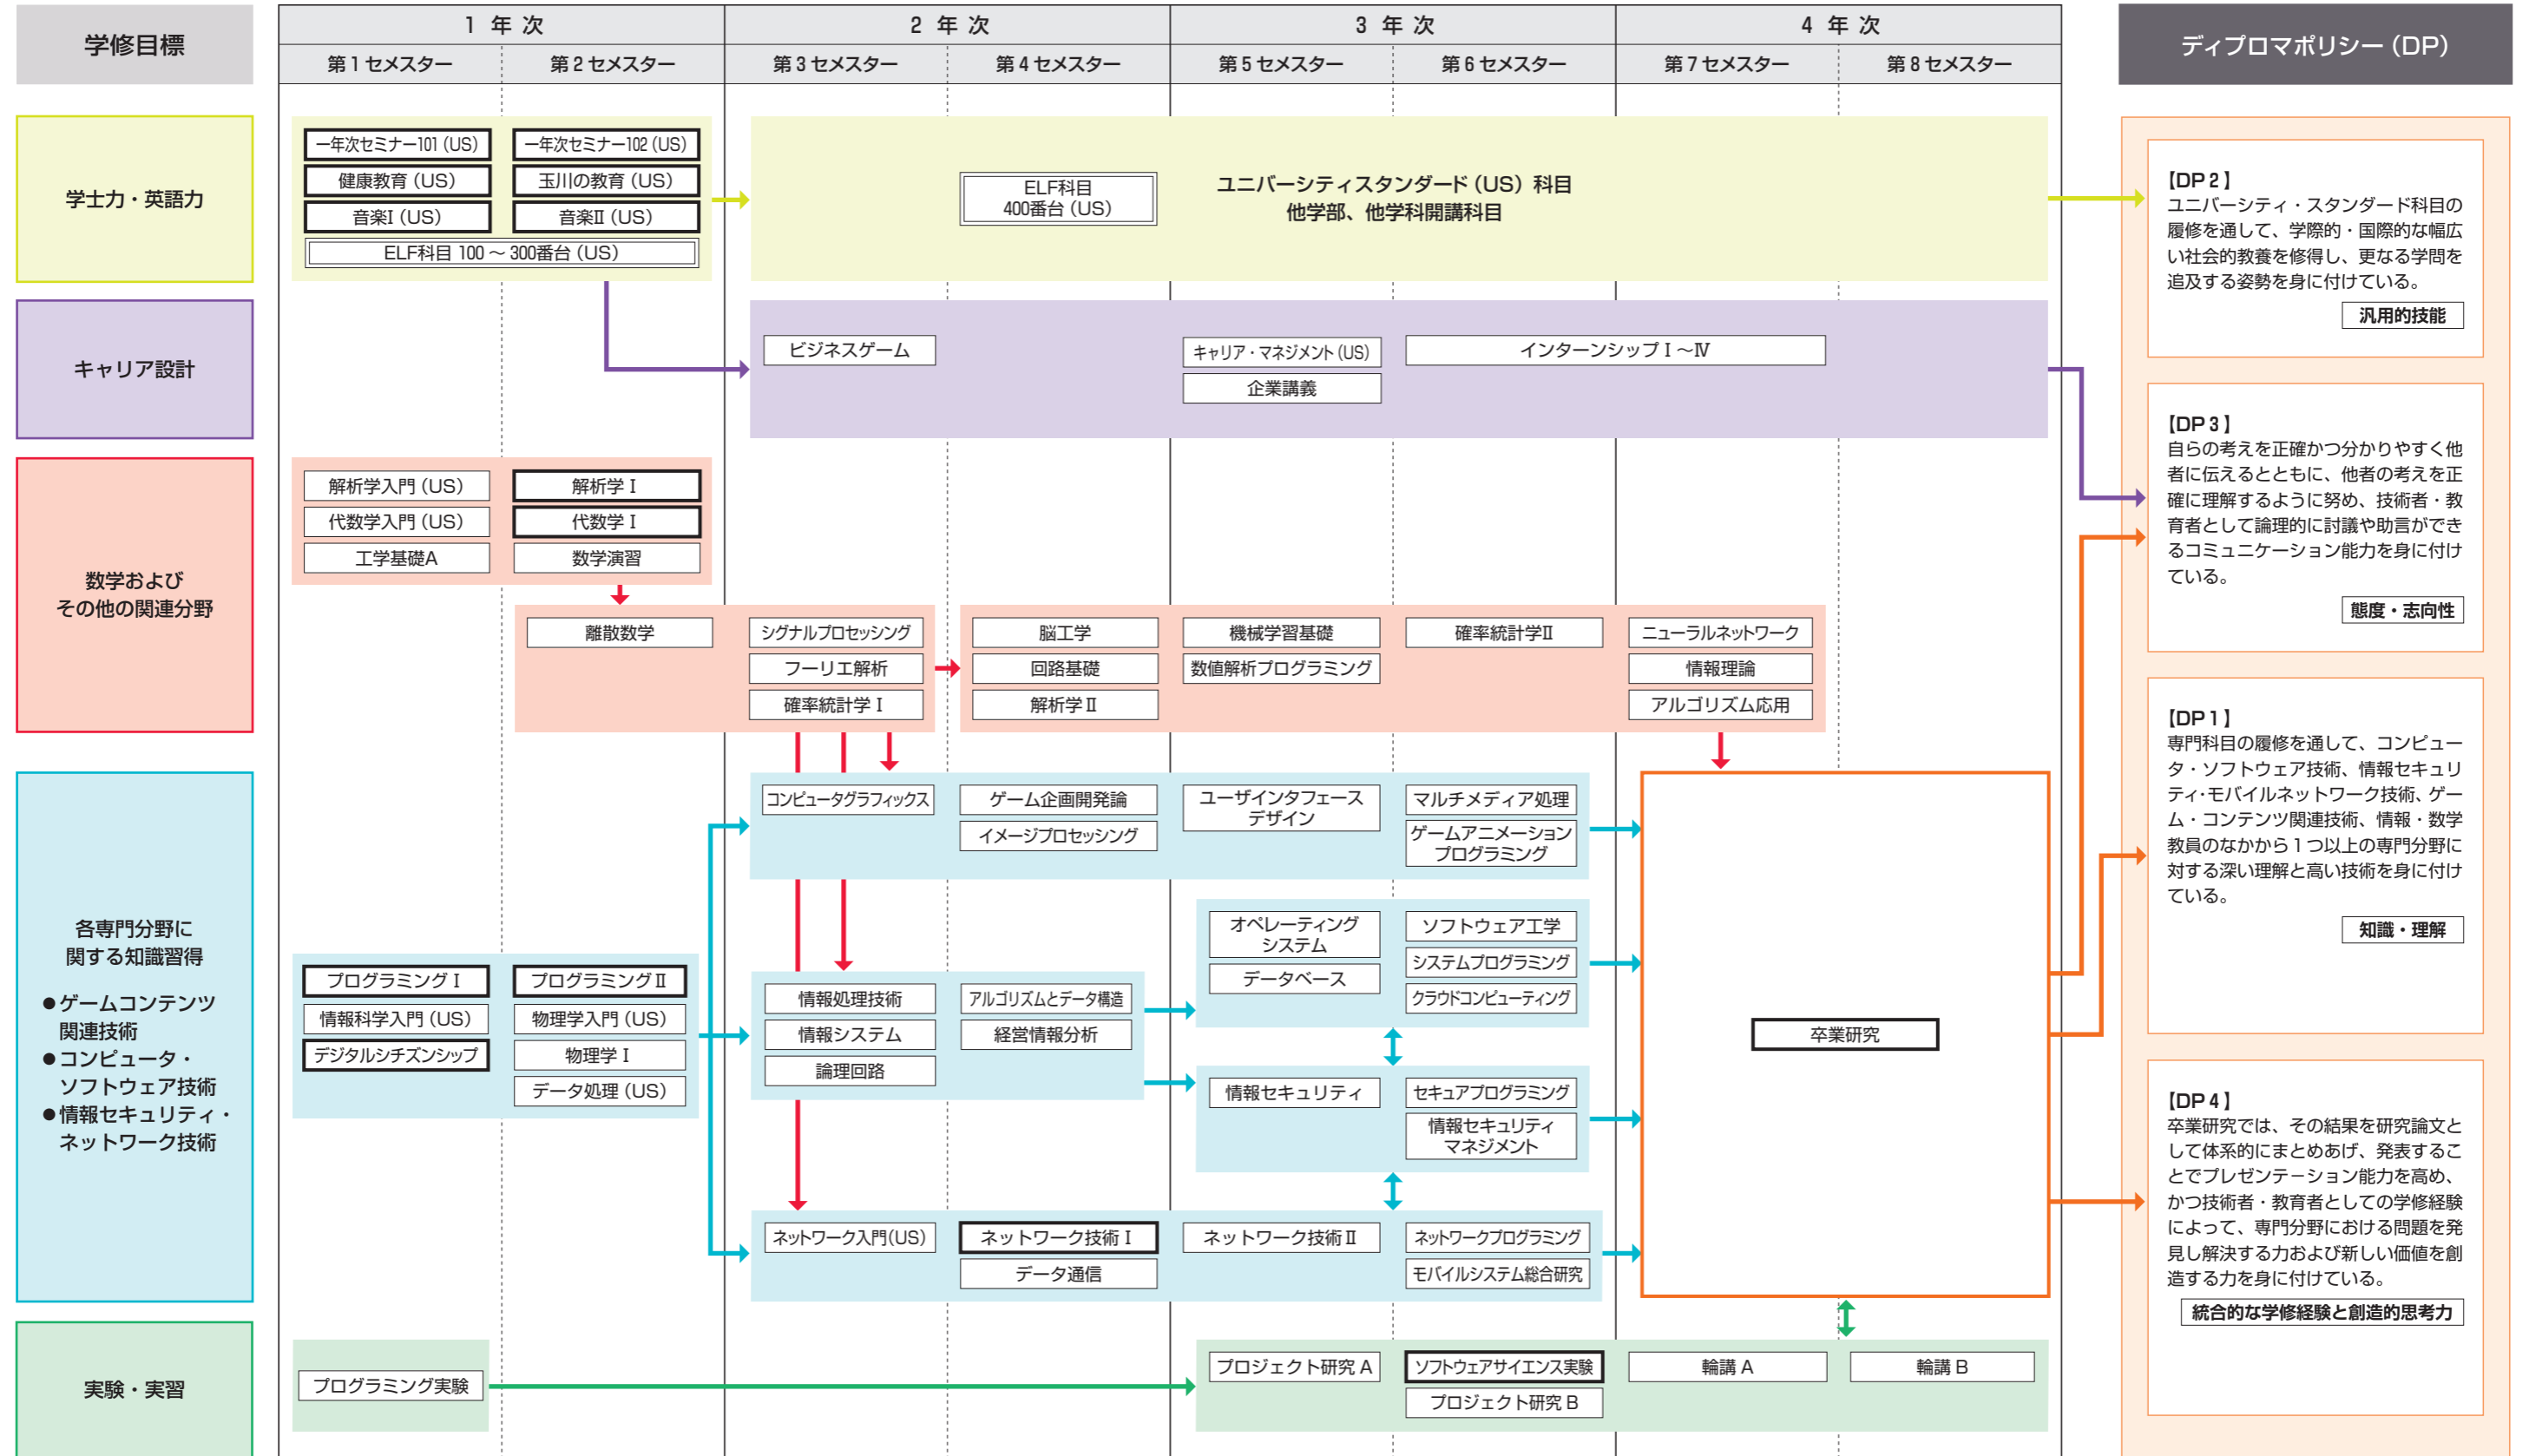 学修目標
1 年 次
2 年 次
3 年 次
4 年 次
第1セメスター
第2セメスター
第3セメスター
第4セメスター
第5セメスター
第6セメスター
第7セメスター
第8セメスター
ディプロマポリシー(DP)
学士力・英語力
一年次セミナー101(US)
一年次セミナー102(US)
健康教育(US)
玉川の教育(US)
音楽Ⅰ(US)
音楽Ⅱ(US)
ELF科目 100 ~ 300番台(US)
ELF科目
400番台(US)
ユニバーシティスタンダード(US)科目
他学部、他学科開講科目
キャリア設計
ビジネスゲーム
キャリア・マネジメント(US)
企業講義
インターンシップⅠ~Ⅳ
数学および
その他の関連分野
解析学入門(US)
解析学Ⅰ
代数学入門(US)
代数学Ⅰ
工学基礎A
数学演習
離散数学
シグナルプロセッシング
フーリエ解析
確率統計学Ⅰ
脳工学
回路基礎
解析学Ⅱ
機械学習基礎
数値解析プログラミング
確率統計学Ⅱ
ニューラルネットワーク
情報理論
アルゴリズム応用
各専門分野に
関する知識習得
●ゲームコンテンツ
関連技術
●コンピュータ・
ソフトウェア技術
●情報セキュリティ・
ネットワーク技術
プログラミングⅠ
プログラミングⅡ
情報科学入門(US)
物理学入門(US)
デジタルシチズンシップ
物理学Ⅰ
データ処理(US)
コンピュータグラフィックス
ゲーム企画開発論
イメージプロセッシング
ユーザインタフェース
デザイン
マルチメディア処理
ゲームアニメーション
プログラミング
情報処理技術
情報システム
論理回路
アルゴリズムとデータ構造
経営情報分析
オペレーティング
システム
データベース
ソフトウェア工学
システムプログラミング
クラウドコンピューティング
情報セキュリティ
セキュアプログラミング
情報セキュリティ
マネジメント
ネットワーク入門(US)
ネットワーク技術Ⅰ
データ通信
ネットワーク技術Ⅱ
ネットワークプログラミング
モバイルシステム総合研究
卒業研究
実験・実習
プログラミング実験
プロジェクト研究 A
ソフトウェアサイエンス実験
プロジェクト研究 B
輪講 A
輪講 B
【DP2】
ユニバーシティ・スタンダード科目の
履修を通して、学際的・国際的な幅広
い社会的教養を修得し、更なる学問を
追及する姿勢を身に付けている。
汎用的技能
【DP3】
自らの考えを正確かつ分かりやすく他
者に伝えるとともに、他者の考えを正
確に理解するように努め、技術者・教
育者として論理的に討議や助言ができ
るコミュニケーション能力を身に付け
ている。
態度・志向性
【DP1】
専門科目の履修を通して、コンピュー
タ・ソフトウェア技術、情報セキュリ
ティ・モバイルネットワーク技術、ゲー
ム・コンテンツ関連技術、情報・数学
教員のなかから1つ以上の専門分野に
対する深い理解と高い技術を身に付け
ている。
知識・理解
【DP4】
卒業研究では、その結果を研究論文と
して体系的にまとめあげ、発表するこ
とでプレゼンテーション能力を高め、
かつ技術者・教育者としての学修経験
によって、専門分野における問題を発
見し解決する力および新しい価値を創
造する力を身に付けている。
統合的な学修経験と創造的思考力